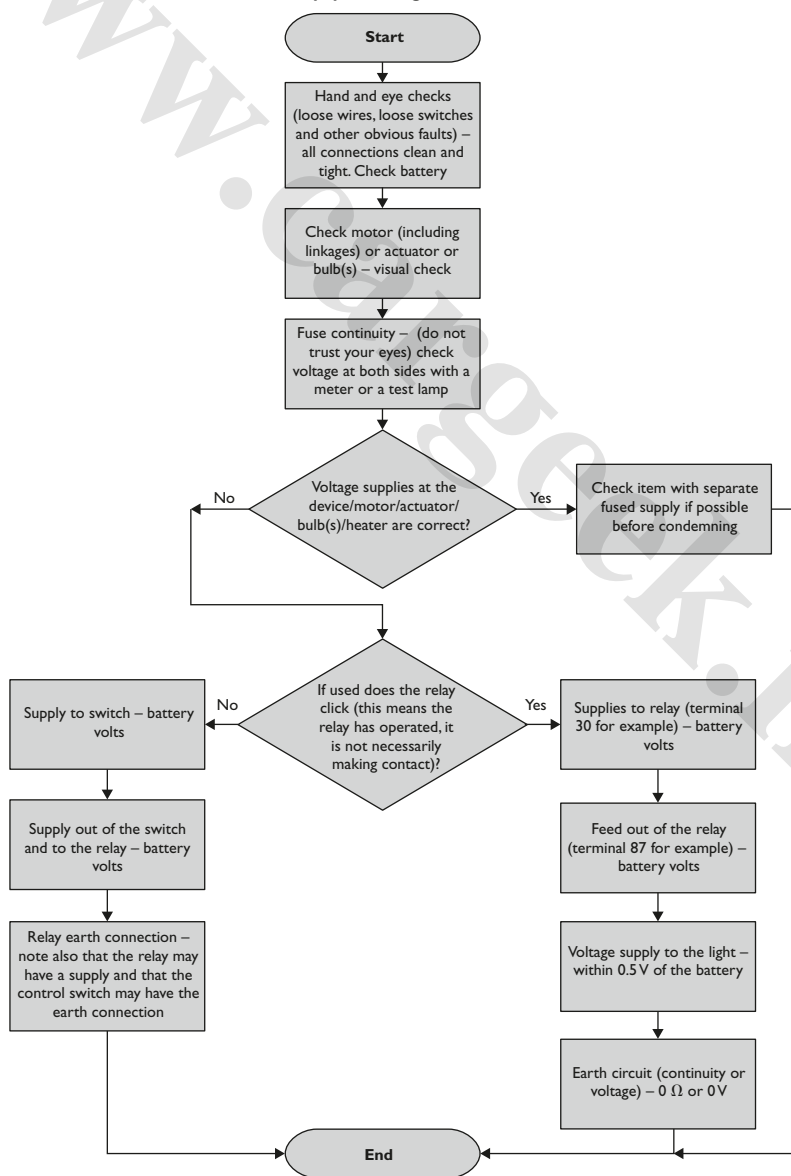 Start
Hand and eye checks
(loose wires, loose switches
and other obvious faults) –
all connections clean and
tight. Check battery
Check motor (including
linkages) or actuator or
bulb(s) – visual check
Fuse continuity – (do not
trust your eyes) check
voltage at both sides with a
meter or a test lamp
Voltage supplies at the
device/motor/actuator/
bulb(s)/heater are correct?
No
Yes
Check item with separate
fused supply if possible
before condemning
If used does the relay
click (this means the
relay has operated, it
is not necessarily
making contact)?
No
Yes
Supply to switch – battery
volts
Supply out of the switch
and to the relay – battery
volts
Relay earth connection –
note also that the relay may
have a supply and that the
control switch may have the
earth connection
Supplies to relay (terminal
30 for example) – battery
volts
Feed out of the relay
(terminal 87 for example) –
battery volts
Voltage supply to the light –
within 0.5 V of the battery
Earth circuit (continuity or
voltage) – 0 Ω or 0 V
End